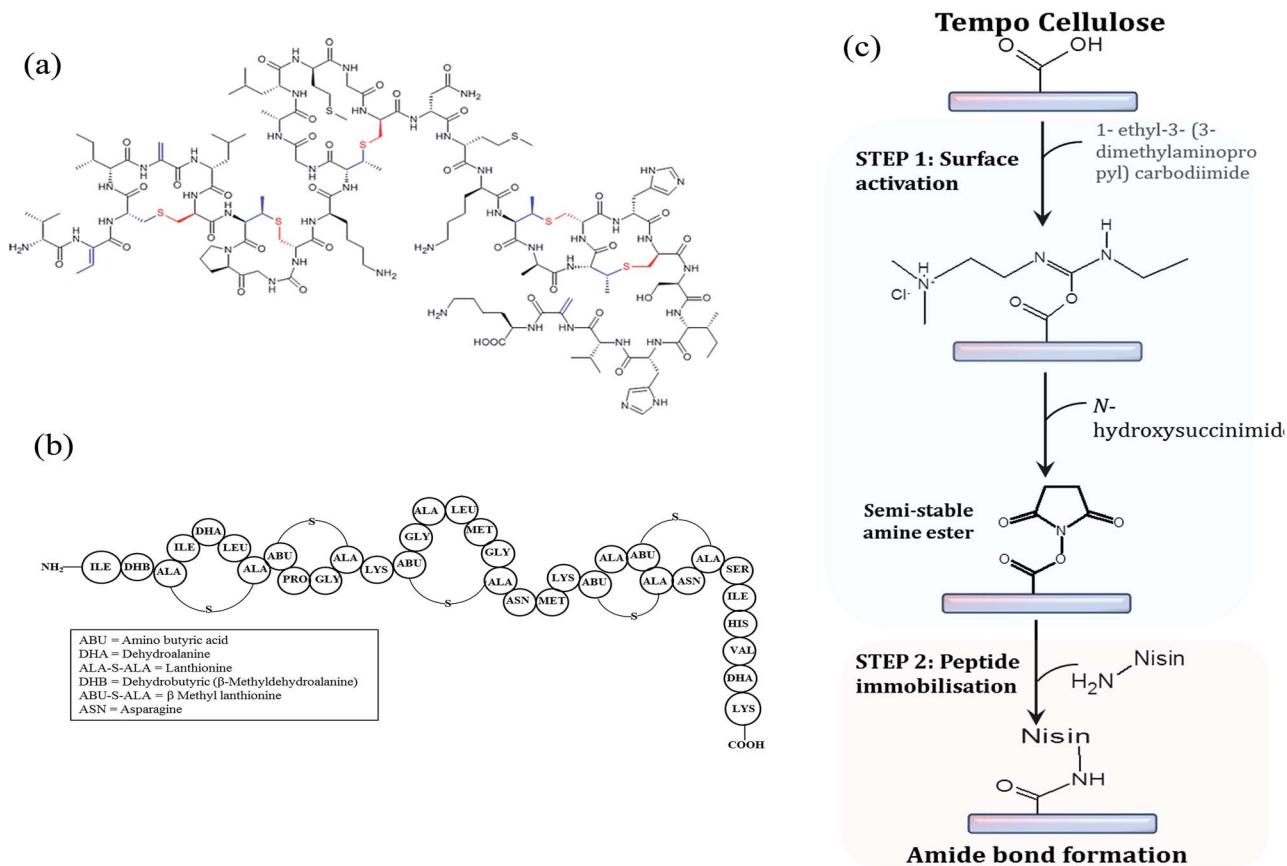 (a)
(b)
NH₂
ILE
DHB
ALA
ILE
DHA
LEU
ALA
S
ABU
PRO
GLY
ALA
S
LYS
ABU
GLY
ALA
LEU
MET
GLY
ALA
S
ASN
MET
LYS
ABU
ALA
ABU
ALA
S
ASN
ALA
S
SER
ILE
HIS
VAL
DHA
LYS
COOH
ABU = Amino butyric acid
DHA = Dehydroalanine
ALA-S-ALA = Lanthionine
DHB = Dehydrobutyric (β-Methyldehydroalanine)
ABU-S-ALA = β Methyl lanthionine
ASN = Asparagine
(c)
Tempo Cellulose
O
OH
STEP 1: Surface
activation
1- ethyl-3- (3-
dimethylaminopro
pyl) carbodiimide
H
N⁺
Cl⁻
N
H
N
O
O
N-
hydroxysuccinimide
Semi-stable
amine ester
O
N
O
O
O
STEP 2: Peptide
immobilisation
Nisin
H₂N
Nisin
O
NH
Amide bond formation